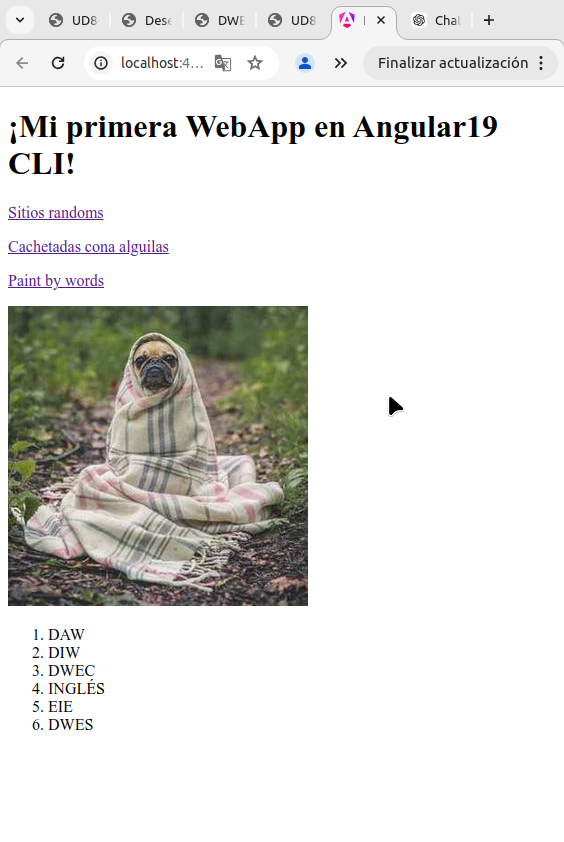 UD8
Dese
DWE
UD8
Cha
localhost:4...
Finalizar actualización
¡Mi primera WebApp en Angular19
CLI!
Sitios randoms
Cachetadas cona alguilas
Paint by words
1. DAW
2. DIW
3. DWEC
4. INGLÉS
5. EIE
6. DWES